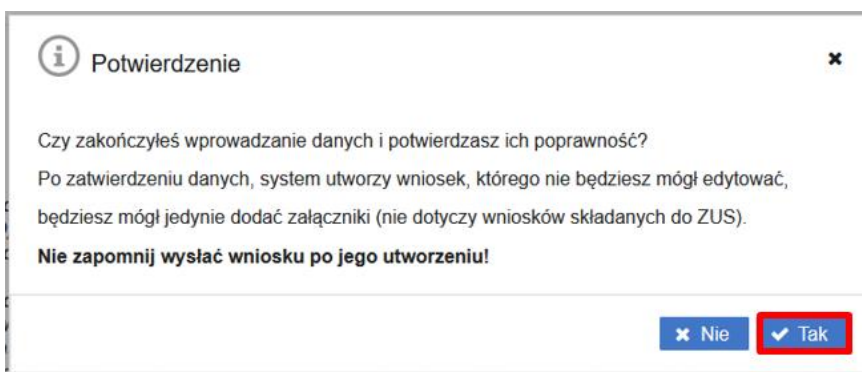 Potwierdzenie
Czy zakończyłeś wprowadzanie danych i potwierdzasz ich poprawność?
Po zatwierdzeniu danych, system utworzy wniosek, którego nie będziesz mógł edytować,
będziesz mógł jedynie dodać załączniki (nie dotyczy wniosków składanych do ZUS).
Nie zapomnij wysłać wniosku po jego utworzeniu!
Nie Tak